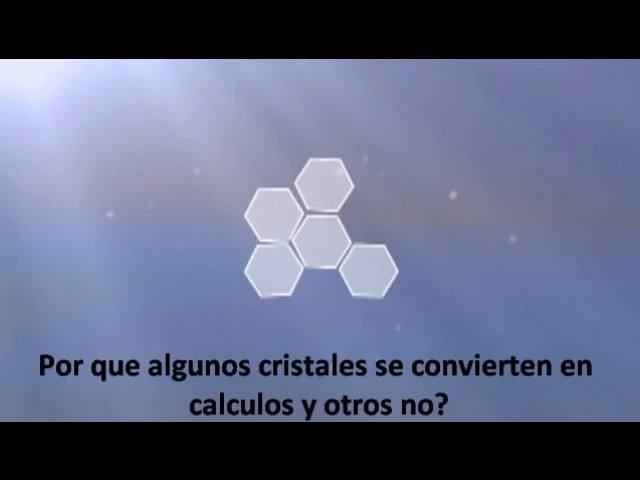 Por que algunos cristales se convierten en
calculos y otros no?